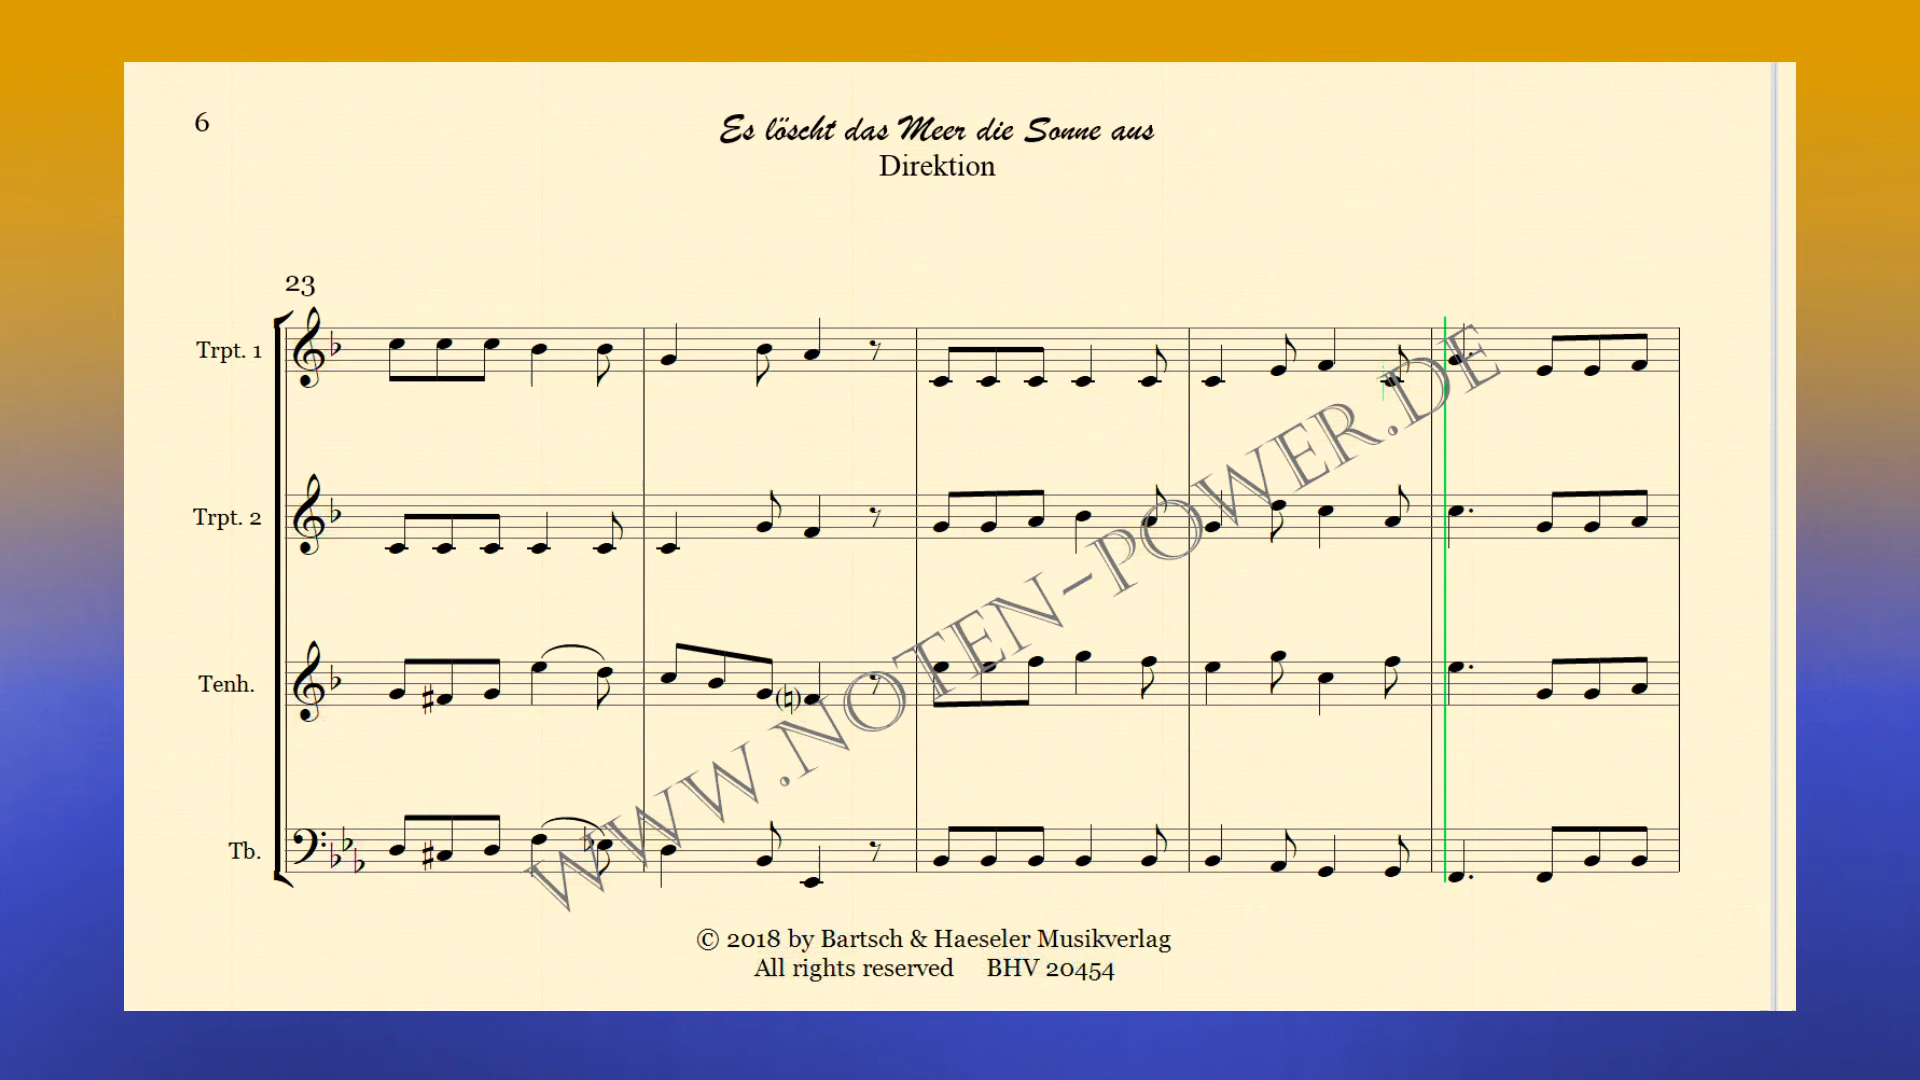 6
Es löscht das Meer die Sonne aus
Direktion
23
Trpt. 1
Trpt. 2
Tenh.
Tb.
WWW.NOTEN-POWER.DE
© 2018 by Bartsch & Haeseler Musikverlag
All rights reserved BHV 20454